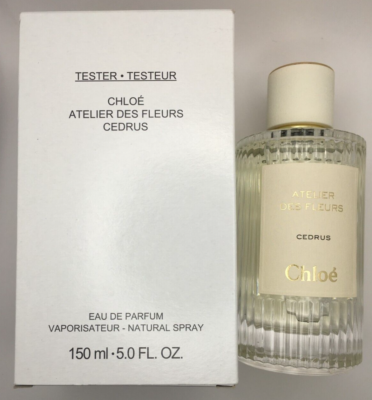 TESTER • TESTEUR
CHLOÉ
ATELIER DES FLEURS
CEDRUS
EAU DE PARFUM
VAPORISATEUR - NATURAL SPRAY
150 ml • 5.0 FL. OZ.
ATELIER
DES FLEURS
CEDRUS
Chloé